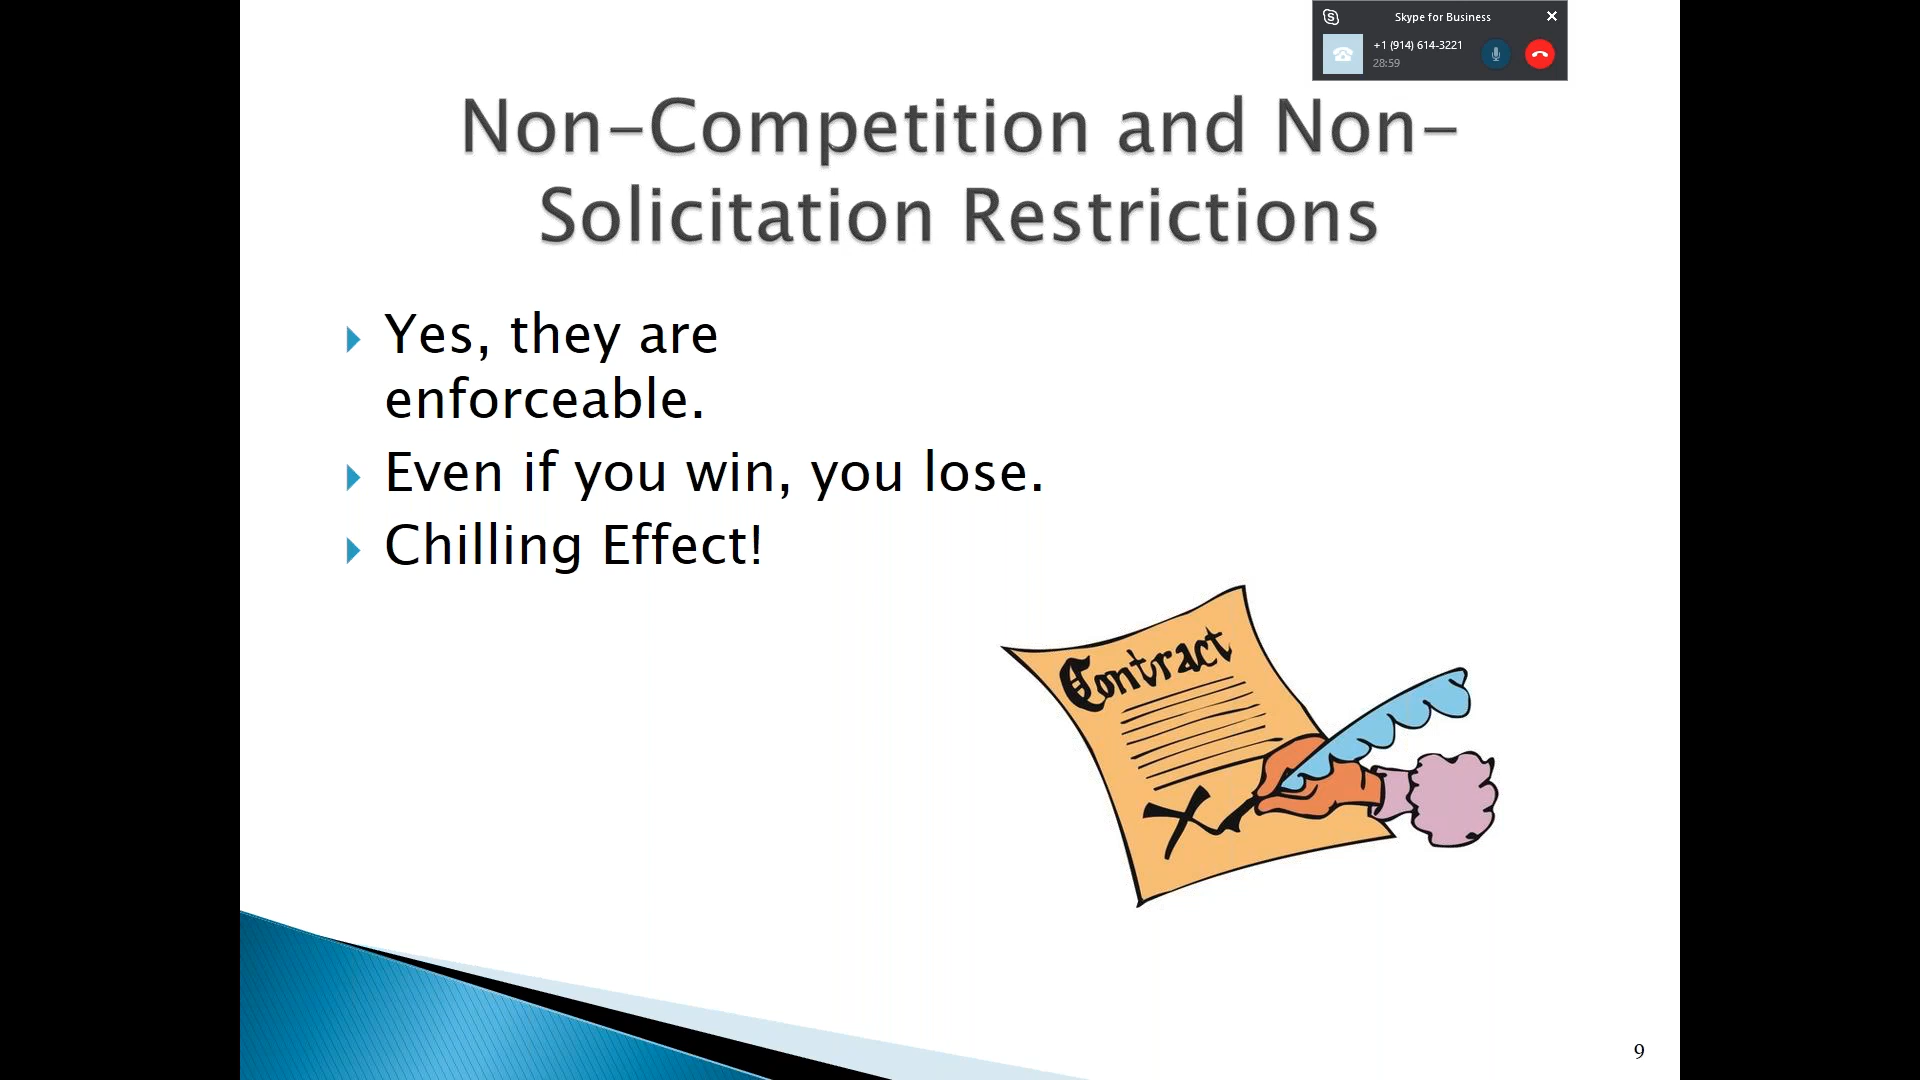 Skype for Business
+1 (914) 614-3221
28:59
Non-Competition and Non-
Solicitation Restrictions
Yes, they are
enforceable.
Even if you win, you lose.
Chilling Effect!
Contract
X
9